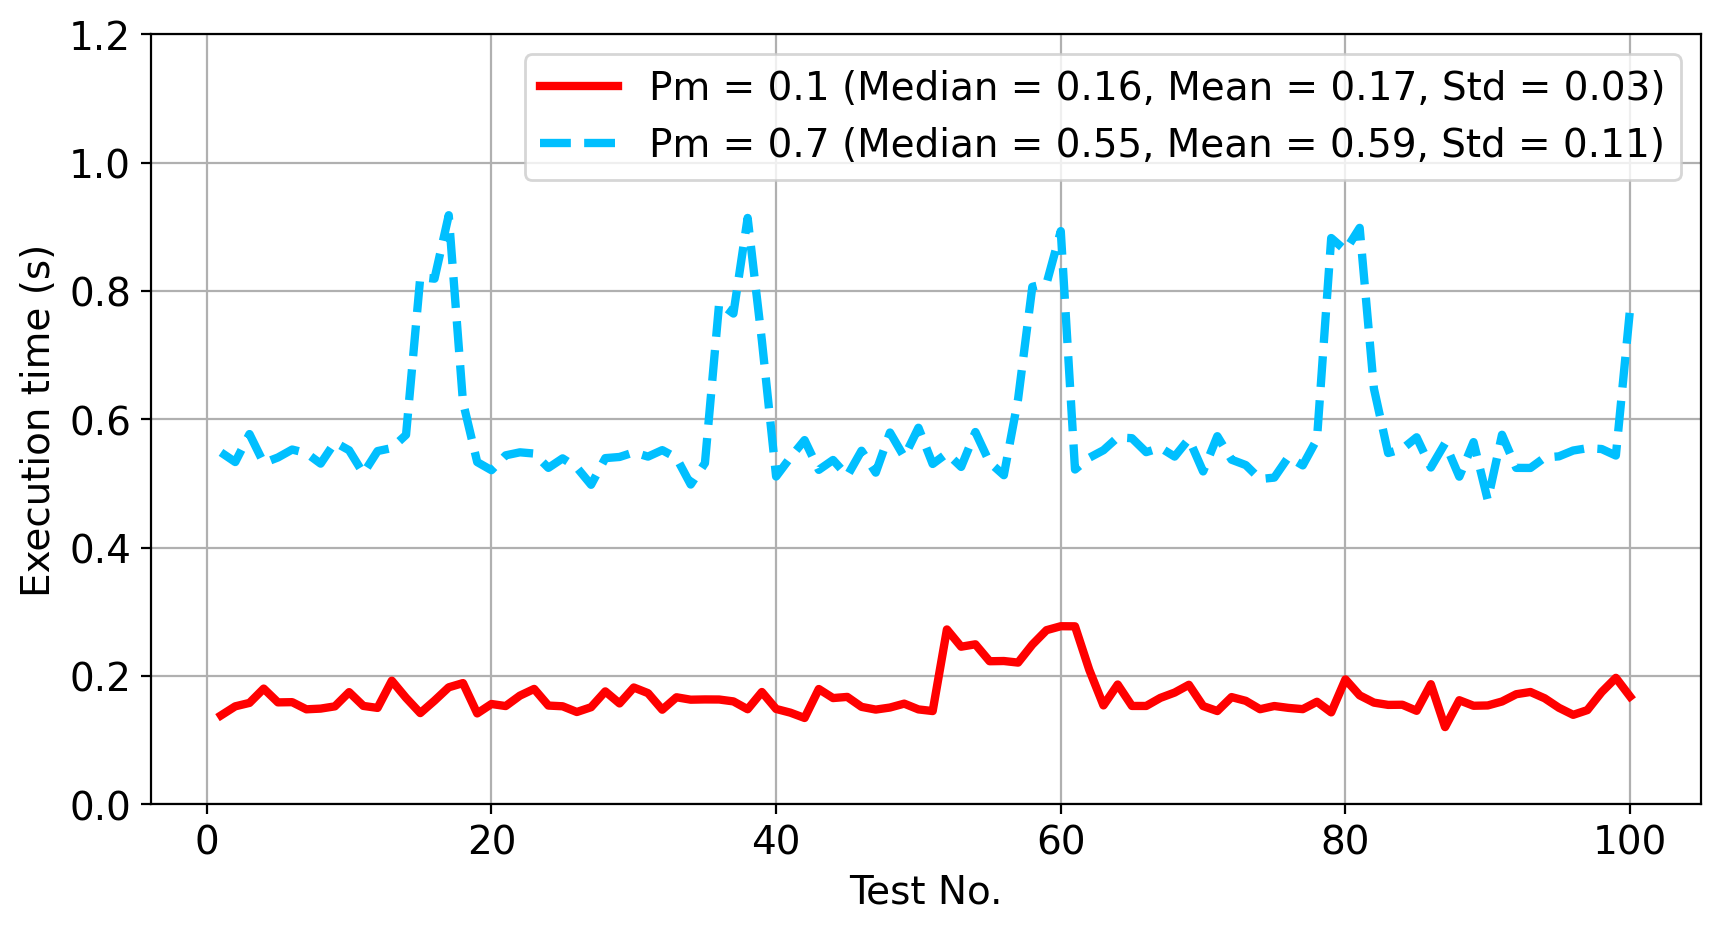 1.2
1.0
0.8
0.6
0.4
0.2
0.0
Execution time (s)
Pm = 0.1 (Median = 0.16, Mean = 0.17, Std = 0.03)
Pm = 0.7 (Median = 0.55, Mean = 0.59, Std = 0.11)
0 20 40 60 80 100
Test No.